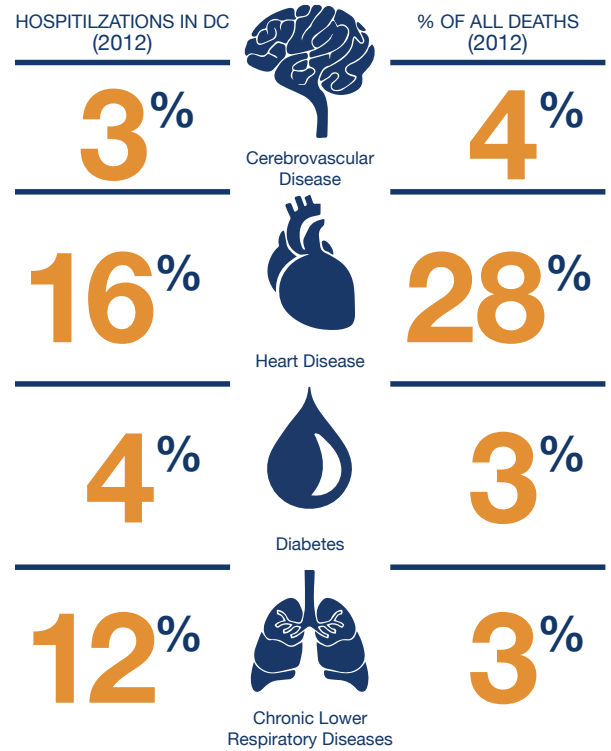 HOSPITILZATIONS IN DC
(2012)
% OF ALL DEATHS
(2012)
3%
Cerebrovascular
Disease
4%
16%
Heart Disease
28%
4%
Diabetes
3%
12%
Chronic Lower
Respiratory Diseases
3%